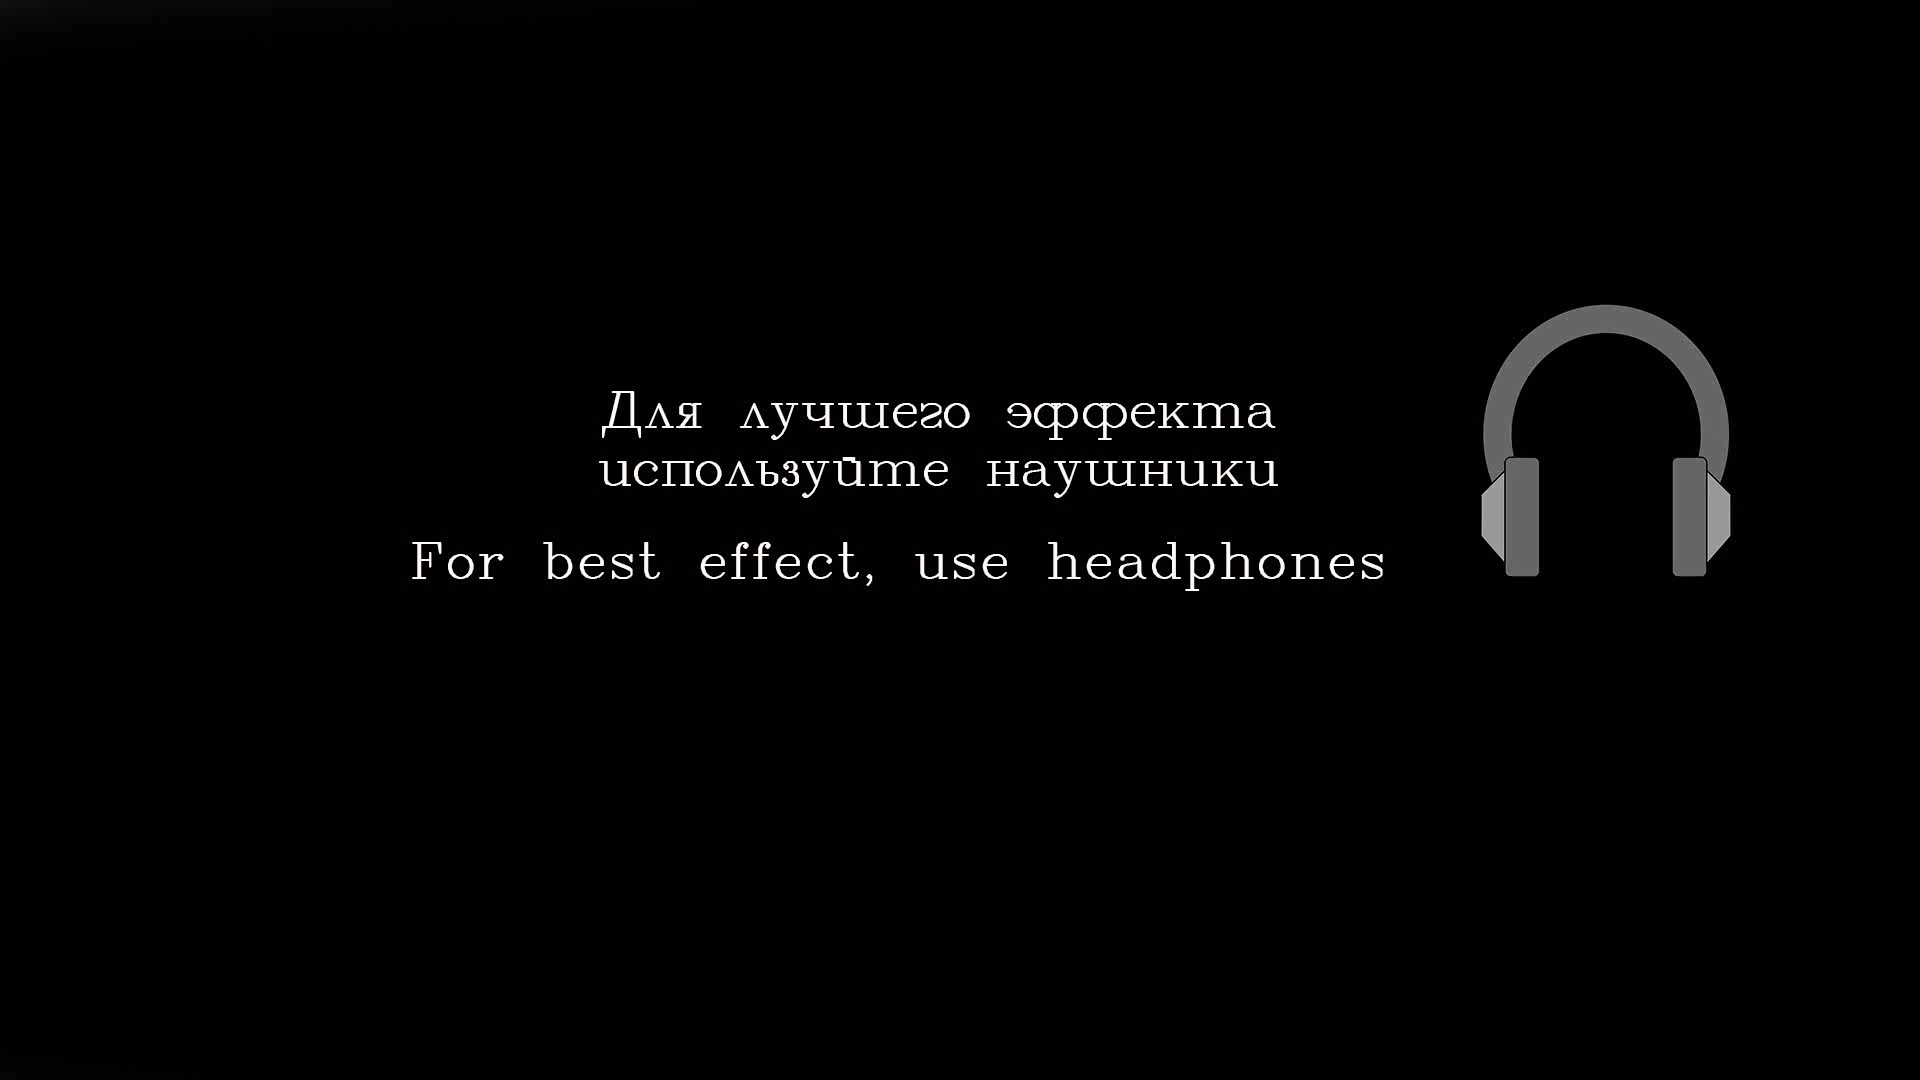 Для лучшего эффекта
используйте наушники
For best effect, use headphones